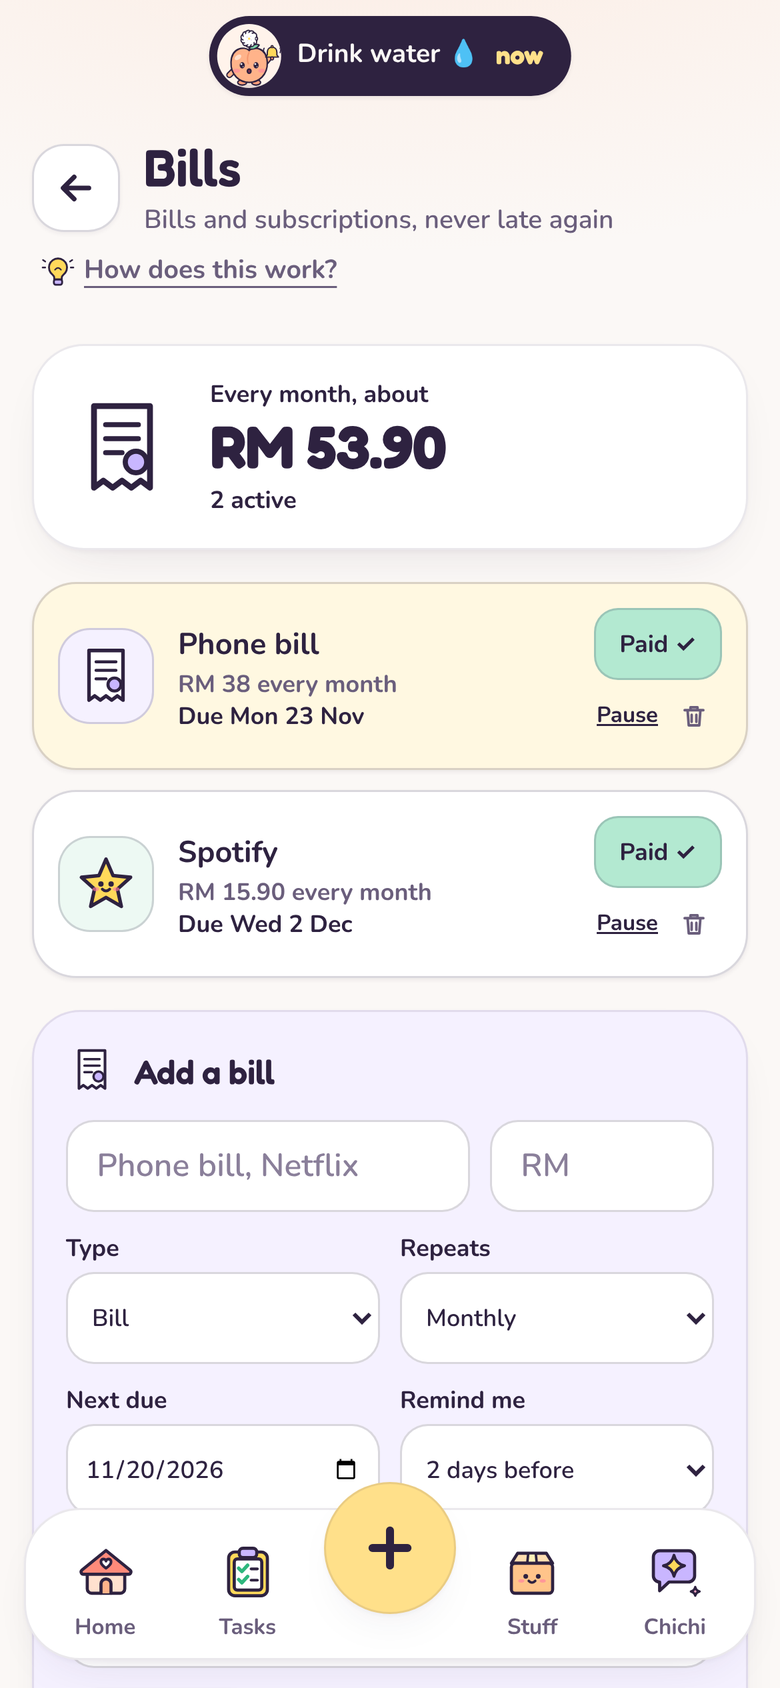 Drink water 💧 now
Bills
Bills and subscriptions, never late again
How does this work?
Every month, about
RM 53.90
2 active
Phone bill
RM 38 every month
Due Mon 23 Nov
Paid ✓
Pause
Spotify
RM 15.90 every month
Due Wed 2 Dec
Paid ✓
Pause
Add a bill
Phone bill, Netflix
RM
Type
Repeats
Bill
Monthly
Next due
Remind me
11/20/2026
2 days before
Home
Tasks
Stuff
Chichi